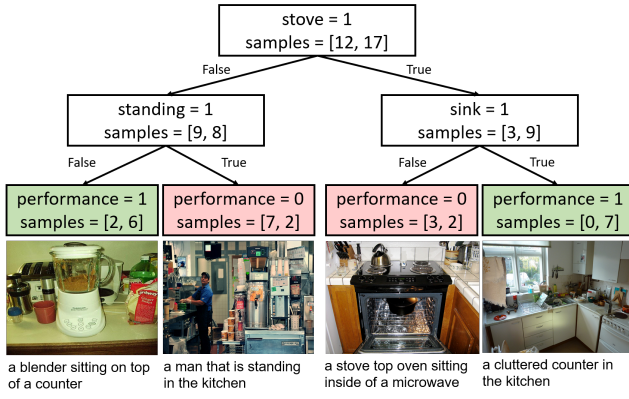 stove = 1
samples = [12, 17]
False
True
standing = 1
samples = [9, 8]
sink = 1
samples = [3, 9]
False
True
False
True
performance = 1
samples = [2, 6]
performance = 0
samples = [7, 2]
performance = 0
samples = [3, 2]
performance = 1
samples = [0, 7]
a blender sitting on top
of a counter
a man that is standing
in the kitchen
a stove top oven sitting
inside of a microwave
a cluttered counter in
the kitchen